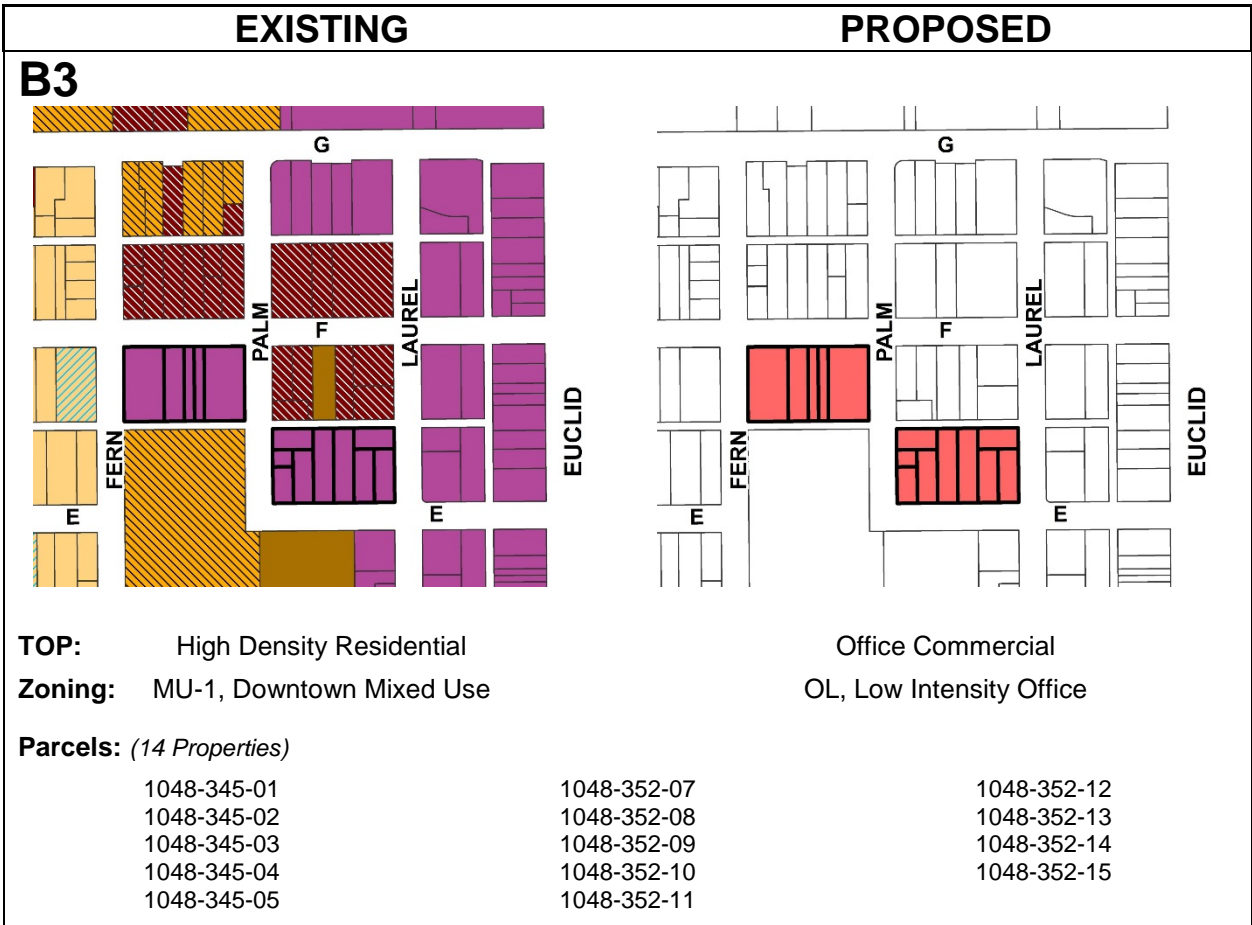 EXISTING PROPOSED
B3
G G
PALM LAUREL PALM LAUREL
F F
FERN EUCLID FERN EUCLID
E E E E
TOP: High Density Residential Office Commercial
Zoning: MU-1, Downtown Mixed Use OL, Low Intensity Office
Parcels: (14 Properties)
1048-345-01 1048-352-07 1048-352-12
1048-345-02 1048-352-08 1048-352-13
1048-345-03 1048-352-09 1048-352-14
1048-345-04 1048-352-10 1048-352-15
1048-345-05 1048-352-11